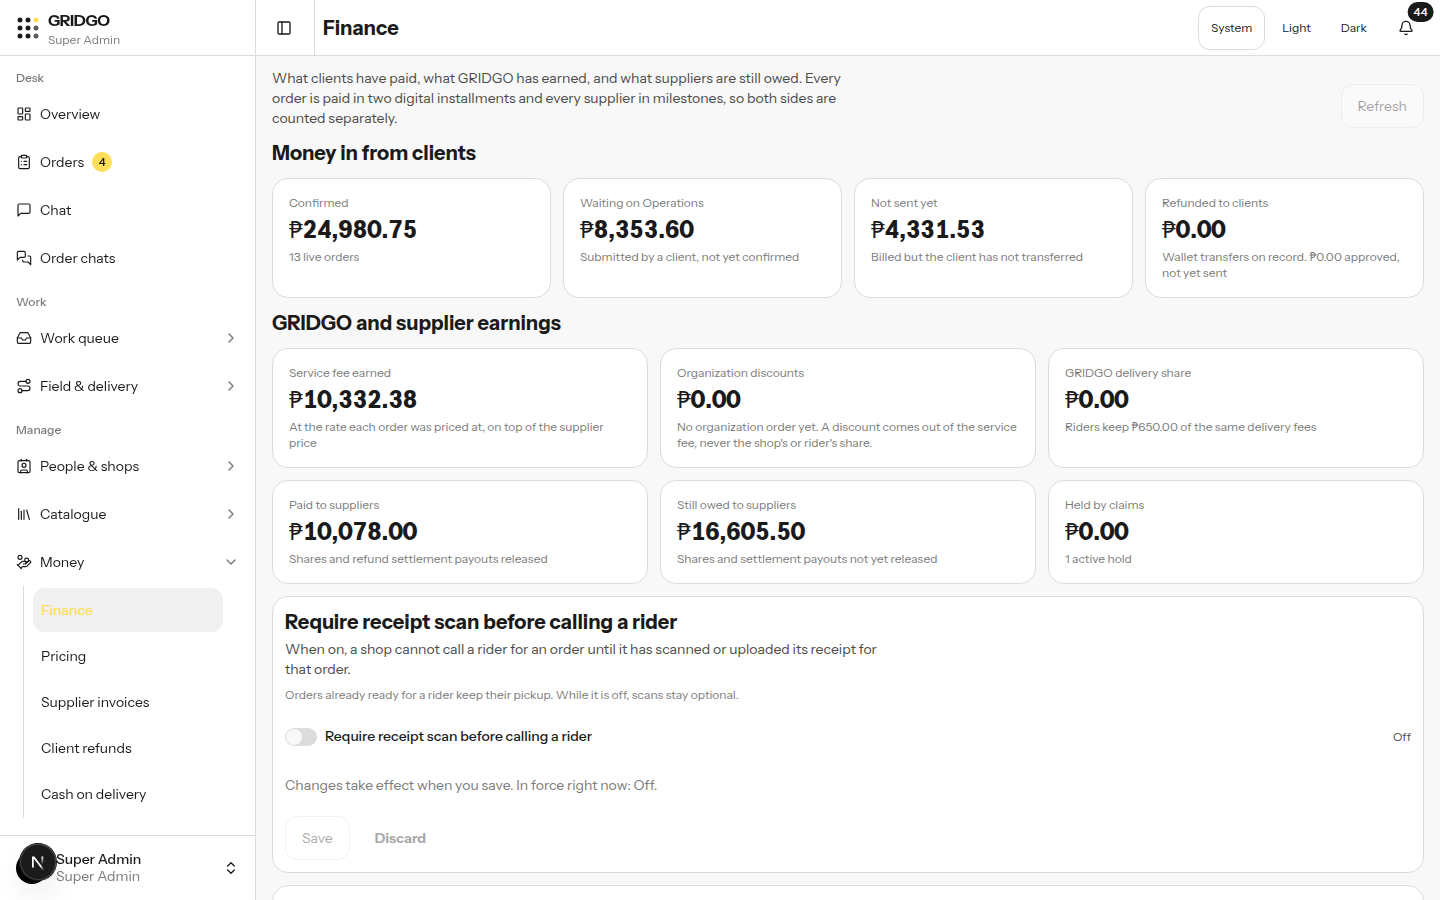 GRIDGO
Super Admin
Finance
System
Light
Dark
44
Desk
Overview
Orders 4
Chat
Order chats
Work
Work queue
Field & delivery
Manage
People & shops
Catalogue
Money
Finance
Pricing
Supplier invoices
Client refunds
Cash on delivery
N
Super Admin
Super Admin
What clients have paid, what GRIDGO has earned, and what suppliers are still owed. Every
order is paid in two digital installments and every supplier in milestones, so both sides are
counted separately.
Refresh
Money in from clients
Confirmed
₱24,980.75
13 live orders
Waiting on Operations
₱8,353.60
Submitted by a client, not yet confirmed
Not sent yet
₱4,331.53
Billed but the client has not transferred
Refunded to clients
₱0.00
Wallet transfers on record. ₱0.00 approved,
not yet sent
GRIDGO and supplier earnings
Service fee earned
₱10,332.38
At the rate each order was priced at, on top of the supplier
price
Organization discounts
₱0.00
No organization order yet. A discount comes out of the service
fee, never the shop's or rider's share.
GRIDGO delivery share
₱0.00
Riders keep ₱650.00 of the same delivery fees
Paid to suppliers
₱10,078.00
Shares and refund settlement payouts released
Still owed to suppliers
₱16,605.50
Shares and settlement payouts not yet released
Held by claims
₱0.00
1 active hold
Require receipt scan before calling a rider
When on, a shop cannot call a rider for an order until it has scanned or uploaded its receipt for
that order.
Orders already ready for a rider keep their pickup. While it is off, scans stay optional.
Require receipt scan before calling a rider
Off
Changes take effect when you save. In force right now: Off.
Save
Discard